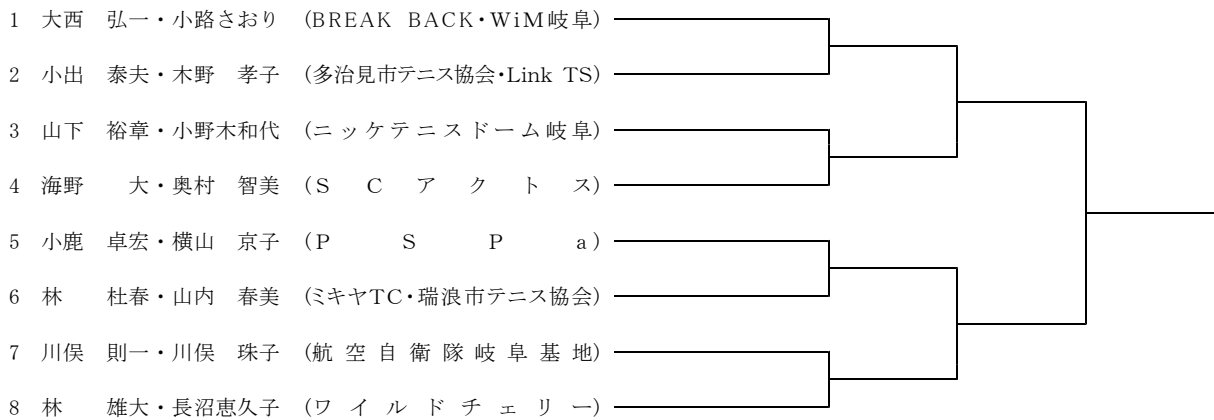 1 大西 弘一・小路さおり (BREAK BACK・WiM岐阜)
2 小出 泰夫・木野 孝子 (多治見市テニス協会・Link TS)
3 山下 裕章・小野木和代 (ニッケテニスドーム岐阜)
4 海野 大・奥村 智美 (SCアクトス)
5 小鹿 卓宏・横山 京子 (PSPa)
6 林 杜春・山内 春美 (ミキヤTC・瑞浪市テニス協会)
7 川俣 則一・川俣 珠子 (航空自衛隊岐阜基地)
8 林 雄大・長沼恵久子 (ワイルドチェリー)